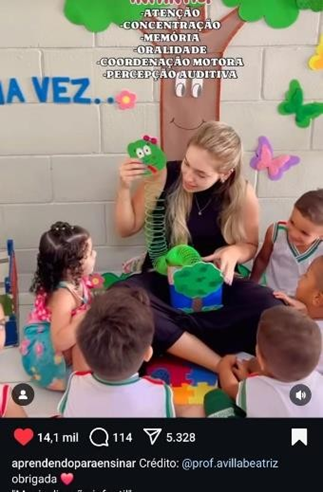 -ATENÇÃO
-CONCENTRAÇÃO
-MEMÓRIA
-ORALIDADE
-COORDENAÇÃO MOTORA
-PERCEPÇÃO AUDITIVA
A VEZ...
14,1 mil 114 5.328
aprendendoparaensinar Crédito: @prof.avillabeatriz
obrigada ❤️